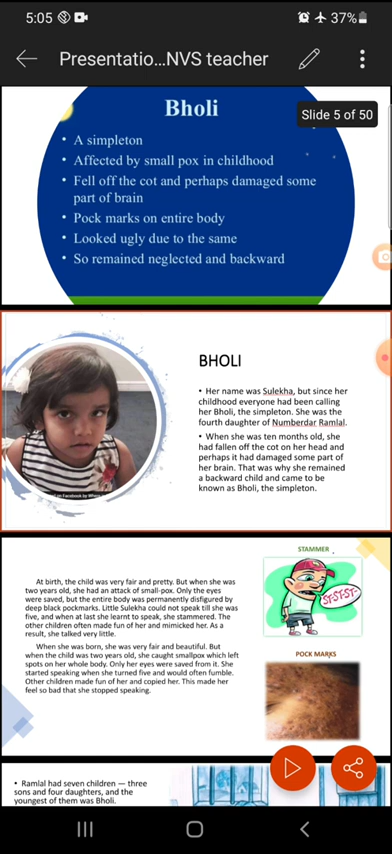 5:05
37%
Presentatio...NVS teacher
Slide 5 of 50
Bholi
• A simpleton
• Affected by small pox in childhood
• Fell off the cot and perhaps damaged some
part of brain
• Pock marks on entire body
• Looked ugly due to the same
• So remained neglected and backward
BHOLI
• Her name was Sulekha, but since her
childhood everyone had been calling
her Bholi, the simpleton. She was the
fourth daughter of Numberdar Ramlal.
• When she was ten months old, she
had fallen off the cot on her head and
perhaps it had damaged some part of
her brain. That was why she remained
a backward child and came to be
known as Bholi, the simpleton.
on Facebook by When
STAMMER
At birth, the child was very fair and pretty. But when she was
two years old, she had an attack of small-pox. Only the eyes
were saved, but the entire body was permanently disfigured by
deep black pockmarks. Little Sulekha could not speak till she was
five, and when at last she learnt to speak, she stammered. The
other children often made fun of her and mimicked her. As a
result, she talked very little.
ST-ST-ST-
When she was born, she was very fair and beautiful. But
when the child was two years old, she caught smallpox which left
spots on her whole body. Only her eyes were saved from it. She
started speaking when she turned five and would often fumble.
Other children made fun of her and copied her. This made her
feel so bad that she stopped speaking.
POCK MARKS
• Ramlal had seven children — three
sons and four daughters, and the
youngest of them was Bholi.